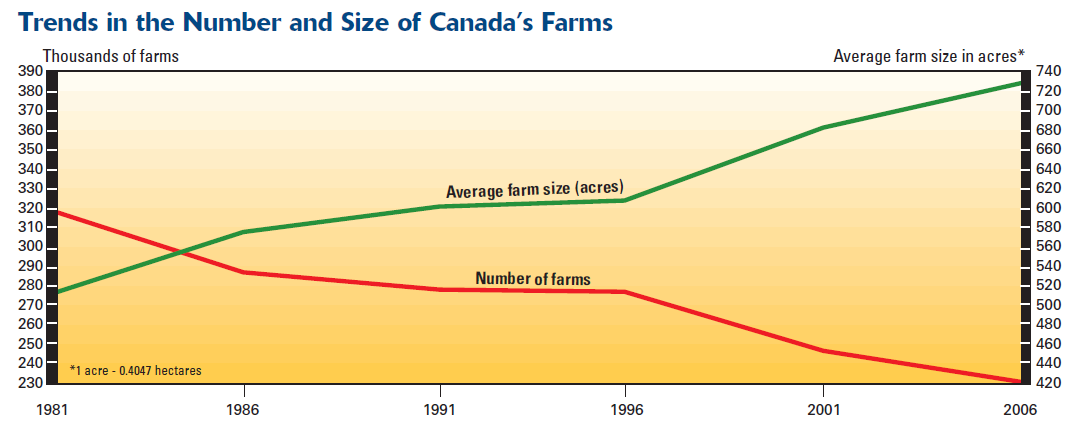 Trends in the Number and Size of Canada's Farms
Thousands of farms
Average farm size in acres*
390 740
380 720
370 700
360 680
350 660
340 640
330 620
320 600
310 580
300 560
290 540
280 520
270 500
260 480
250 460
240 440
230 420
Average farm size (acres)
Number of farms
*1 acre - 0.4047 hectares
1981 1986 1991 1996 2001 2006